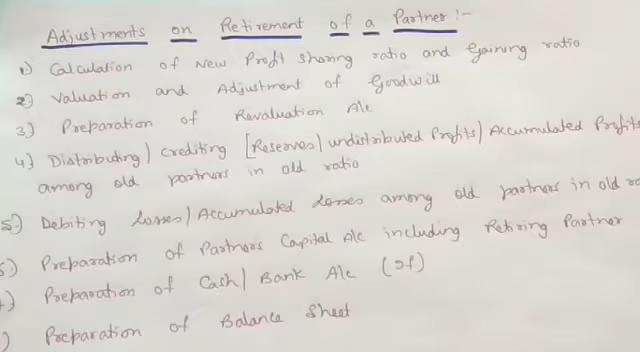 Adjustments on Retirement of a Partner :-
1) Calculation of New Profit sharing ratio and gaining ratio
2) Valuation and Adjustment of Goodwill
3) Preparation of Revaluation A/c
4) Distributing / crediting [Reserves / undistributed Profits / Accumulated Profits
among old partners in old ratio
5) Debiting Losses / Accumulated Losses among old partners in old ra
6) Preparation of Partners Capital A/c including Retiring Partner
) Preparation of Cash / Bank A/c (If)
) Preparation of Balance Sheet